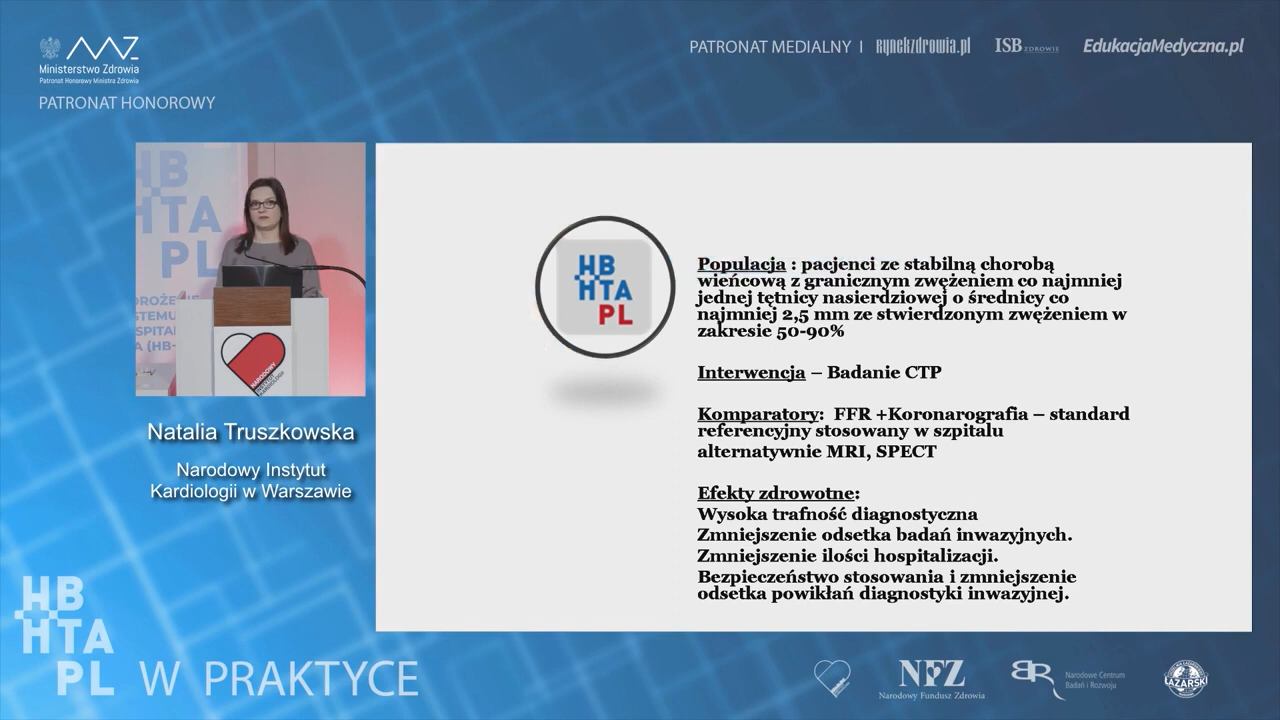 Ministerstwo Zdrowia
Patronat Honorowy Ministra Zdrowia
PATRONAT HONOROWY
PATRONAT MEDIALNY | rynekzdrowia.pl ISB ZDROWIE EdukacjaMedyczna.pl
HB
HTA
PL
Natalia Truszkowska
Narodowy Instytut
Kardiologii w Warszawie
HB
HTA
PL
Populacja : pacjenci ze stabilną chorobą
wieńcową z granicznym zwężeniem co najmniej
jednej tętnicy nasierdziowej o średnicy co
najmniej 2,5 mm ze stwierdzonym zwężeniem w
zakresie 50-90%
Interwencja – Badanie CTP
Komparatory: FFR +Koronarografia – standard
referencyjny stosowany w szpitalu
alternatywnie MRI, SPECT
Efekty zdrowotne:
Wysoka trafność diagnostyczna
Zmniejszenie odsetka badań inwazyjnych.
Zmniejszenie ilości hospitalizacji.
Bezpieczeństwo stosowania i zmniejszenie
odsetka powikłań diagnostyki inwazyjnej.
HB
HTA
PL W PRAKTYCE
NFZ
Narodowy Fundusz Zdrowia
Narodowe Centrum
Badań i Rozwoju
ŁAZARSKI